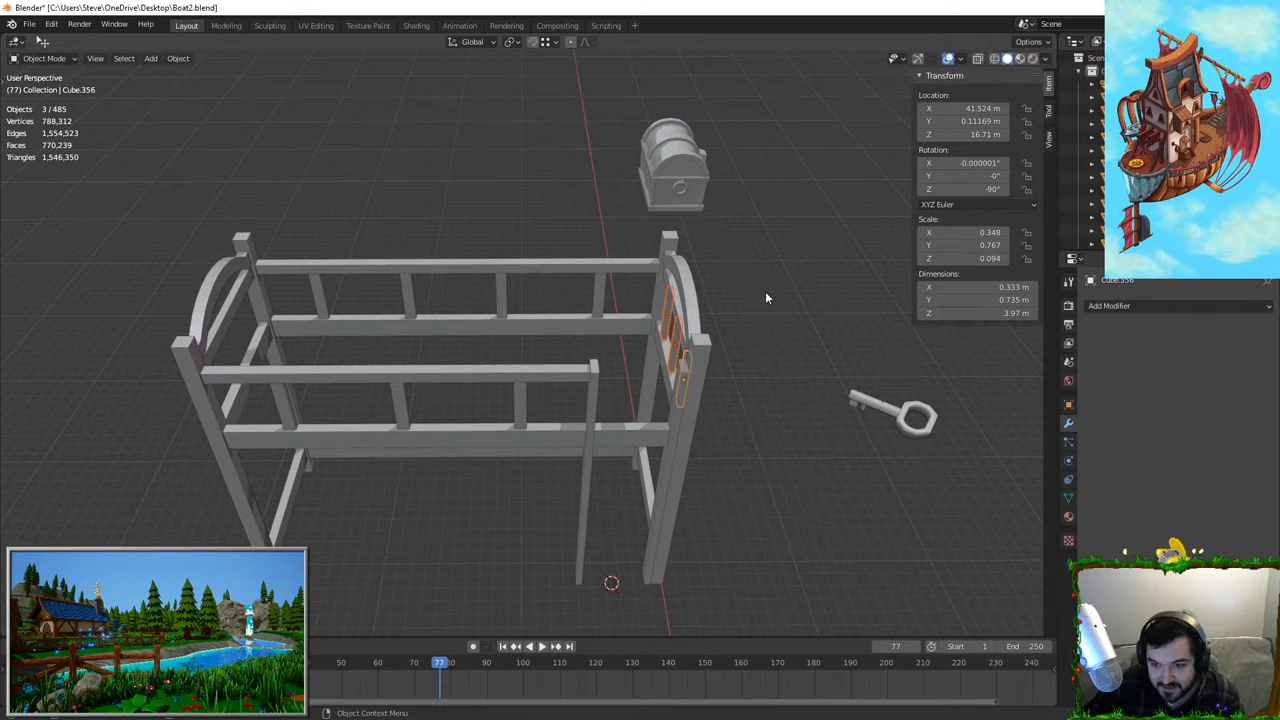 Blender* [C:\Users\Steve\OneDrive\Desktop\Boat2.blend]
File Edit Render Window Help Layout Modeling Sculpting UV Editing Texture Paint Shading Animation Rendering Compositing Scripting Scene
Global Options
Object Mode View Select Add Object
User Perspective
(77) Collection | Cube.356
Objects 3 / 485
Vertices 788,312
Edges 1,554,523
Faces 770,239
Triangles 1,546,350
Transform
Location:
X 41.524 m
Y 0.11169 m
Z 16.71 m
Rotation:
X -0.000001°
Y -0°
Z -90°
XYZ Euler
Scale:
X 0.348
Y 0.767
Z 0.094
Dimensions:
X 0.333 m
Y 0.735 m
Z 3.97 m
Item
Tool
View
Cube.356
Add Modifier
77 Start 1 End 250
50 60 70 77 80 90 100 110 120 130 140 150 160 170 180 190 200 210 220 230 240 250
Object Context Menu